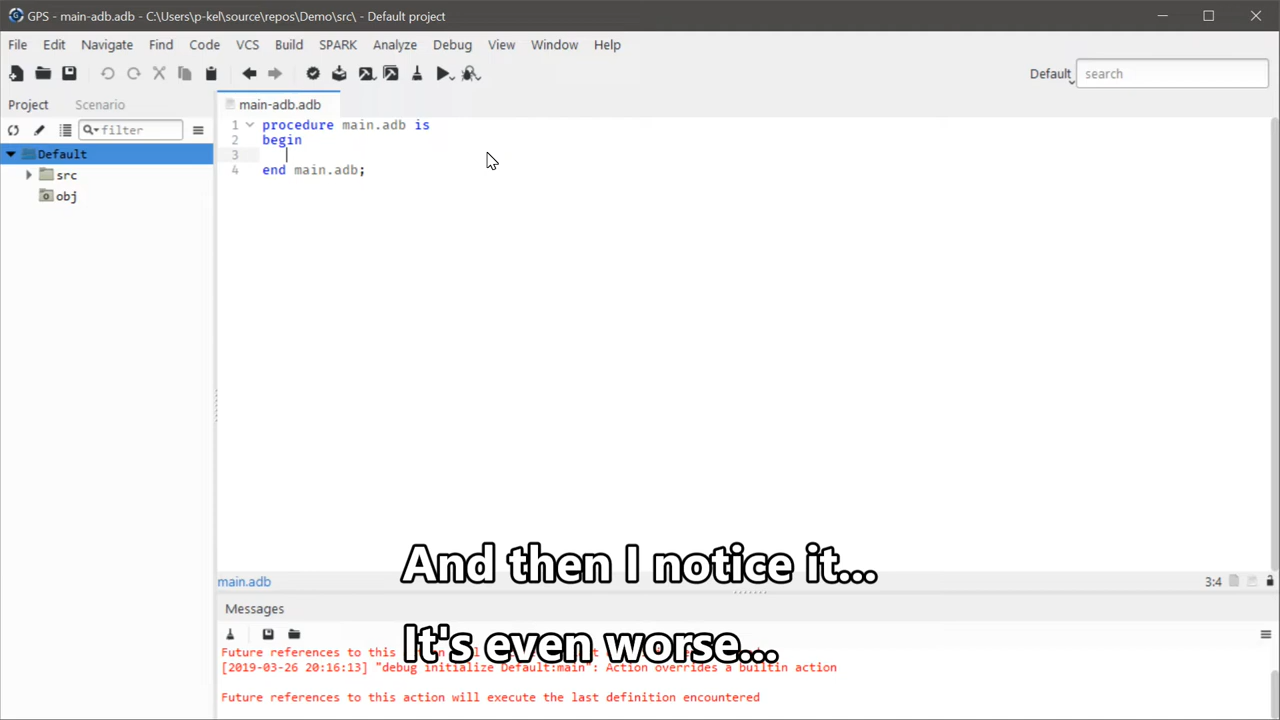 GPS - main-adb.adb - C:\Users\p-kel\source\repos\Demo\src\ - Default project
File Edit Navigate Find Code VCS Build SPARK Analyze Debug View Window Help
Default search
Project Scenario main-adb.adb
filter
Default
src
obj
1 procedure main.adb is
2 begin
3
4 end main.adb;
And then I notice it...
main.adb 3:4
Messages
It's even worse...
Future references to this
[2019-03-26 20:16:13] "debug initialize Default:main": Action overrides a builtin action
Future references to this action will execute the last definition encountered